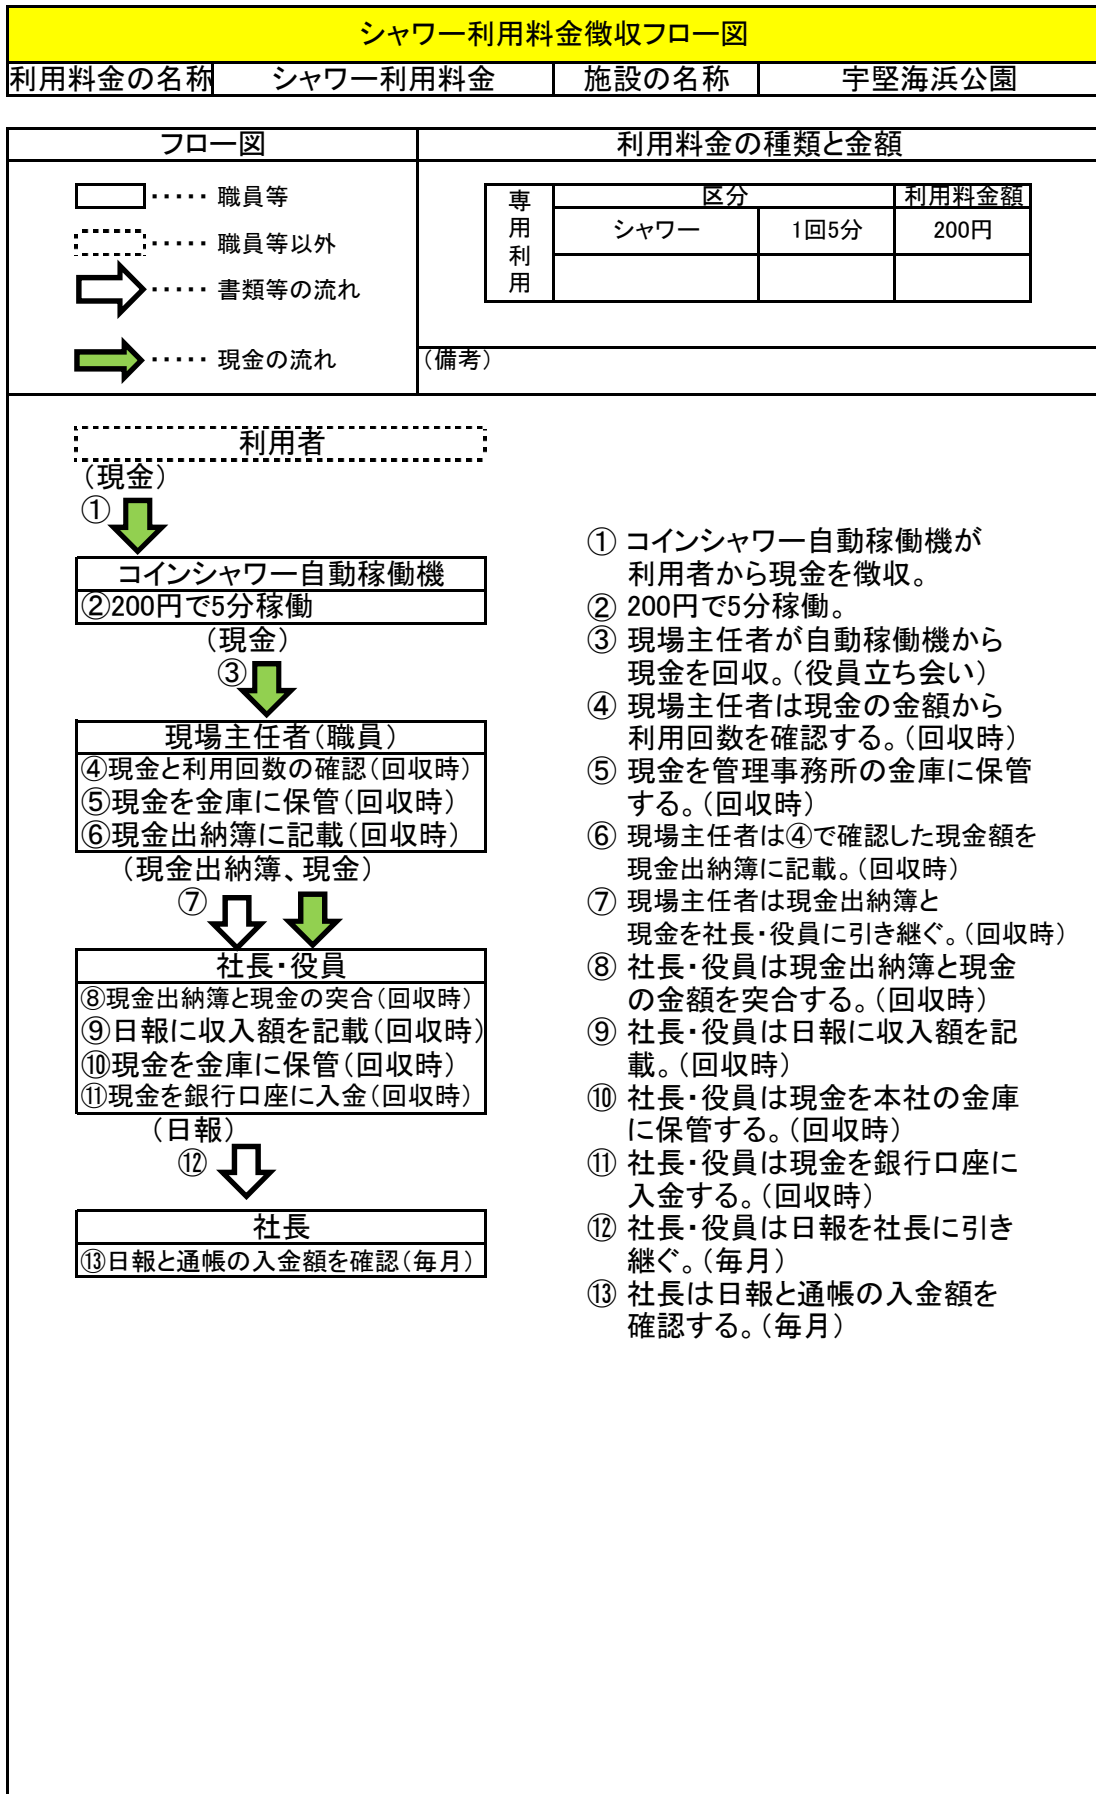 シャワー利用料金徴収フロー図
利用料金の名称 シャワー利用料金 施設の名称 宇堅海浜公園
フロー図 利用料金の種類と金額
····· 職員等
····· 職員等以外
····· 書類等の流れ
····· 現金の流れ
専用利用
区分 利用料金額
シャワー 1回5分 200円
（備考）
利用者
（現金）
①
コインシャワー自動稼働機
②200円で5分稼働
（現金）
③
現場主任者（職員）
④現金と利用回数の確認（回収時）
⑤現金を金庫に保管（回収時）
⑥現金出納簿に記載（回収時）
（現金出納簿、現金）
⑦
社長・役員
⑧現金出納簿と現金の突合（回収時）
⑨日報に収入額を記載（回収時）
⑩現金を金庫に保管（回収時）
⑪現金を銀行口座に入金（回収時）
（日報）
⑫
社長
⑬日報と通帳の入金額を確認（毎月）
① コインシャワー自動稼働機が
利用者から現金を徴収。
② 200円で5分稼働。
③ 現場主任者が自動稼働機から
現金を回収。（役員立ち会い）
④ 現場主任者は現金の金額から
利用回数を確認する。（回収時）
⑤ 現金を管理事務所の金庫に保管
する。（回収時）
⑥ 現場主任者は④で確認した現金額を
現金出納簿に記載。（回収時）
⑦ 現場主任者は現金出納簿と
現金を社長・役員に引き継ぐ。（回収時）
⑧ 社長・役員は現金出納簿と現金
の金額を突合する。（回収時）
⑨ 社長・役員は日報に収入額を記
載。（回収時）
⑩ 社長・役員は現金を本社の金庫
に保管する。（回収時）
⑪ 社長・役員は現金を銀行口座に
入金する。（回収時）
⑫ 社長・役員は日報を社長に引き
継ぐ。（毎月）
⑬ 社長は日報と通帳の入金額を
確認する。（毎月）